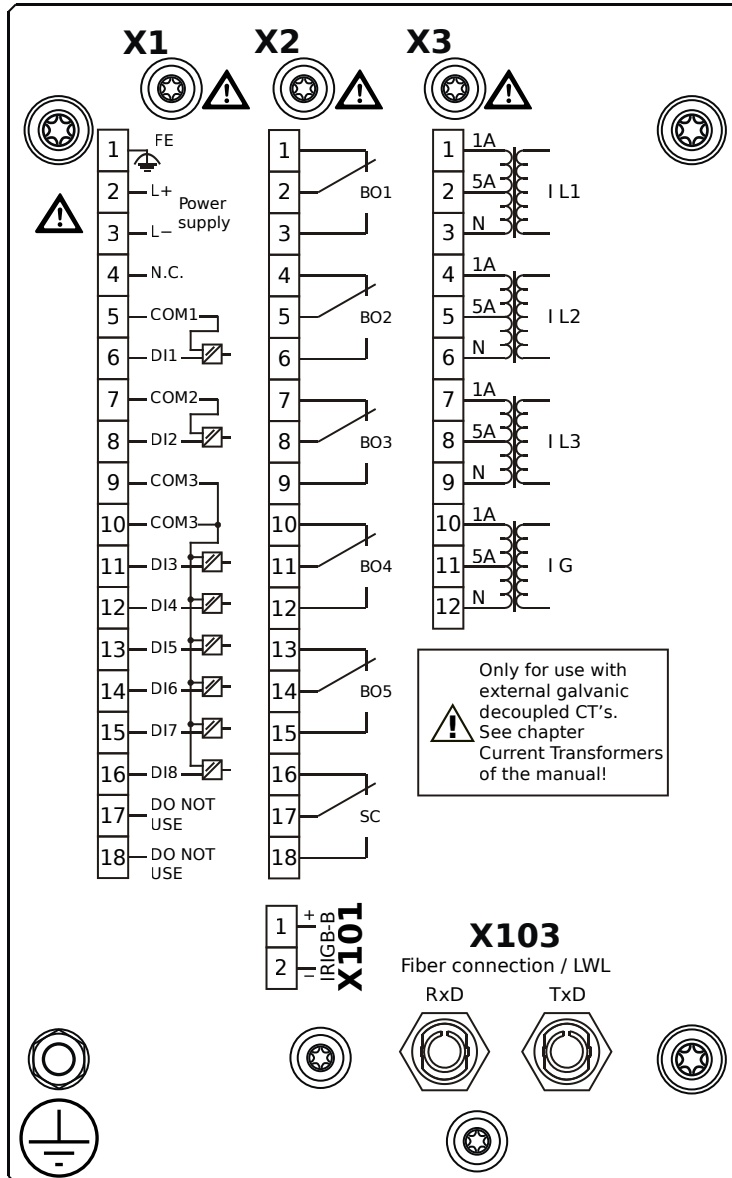 X1 X2 X3
1 FE
2 L+
Power
supply
3 L−
4 N.C.
5 COM1
6 DI1
7 COM2
8 DI2
9 COM3
10 COM3
11 DI3
12 DI4
13 DI5
14 DI6
15 DI7
16 DI8
17 DO NOT
USE
18 DO NOT
USE
1
2 BO1
3
4
5 BO2
6
7
8 BO3
9
10
11 BO4
12
13
14 BO5
15
16
17 SC
18
1 1A
2 5A I L1
3 N
4 1A
5 5A I L2
6 N
7 1A
8 5A I L3
9 N
10 1A
11 5A I G
12 N
Only for use with
external galvanic
decoupled CT's.
See chapter
Current Transformers
of the manual!
1 +
2 −
IRIGB-B
X101
X103
Fiber connection / LWL
RxD TxD